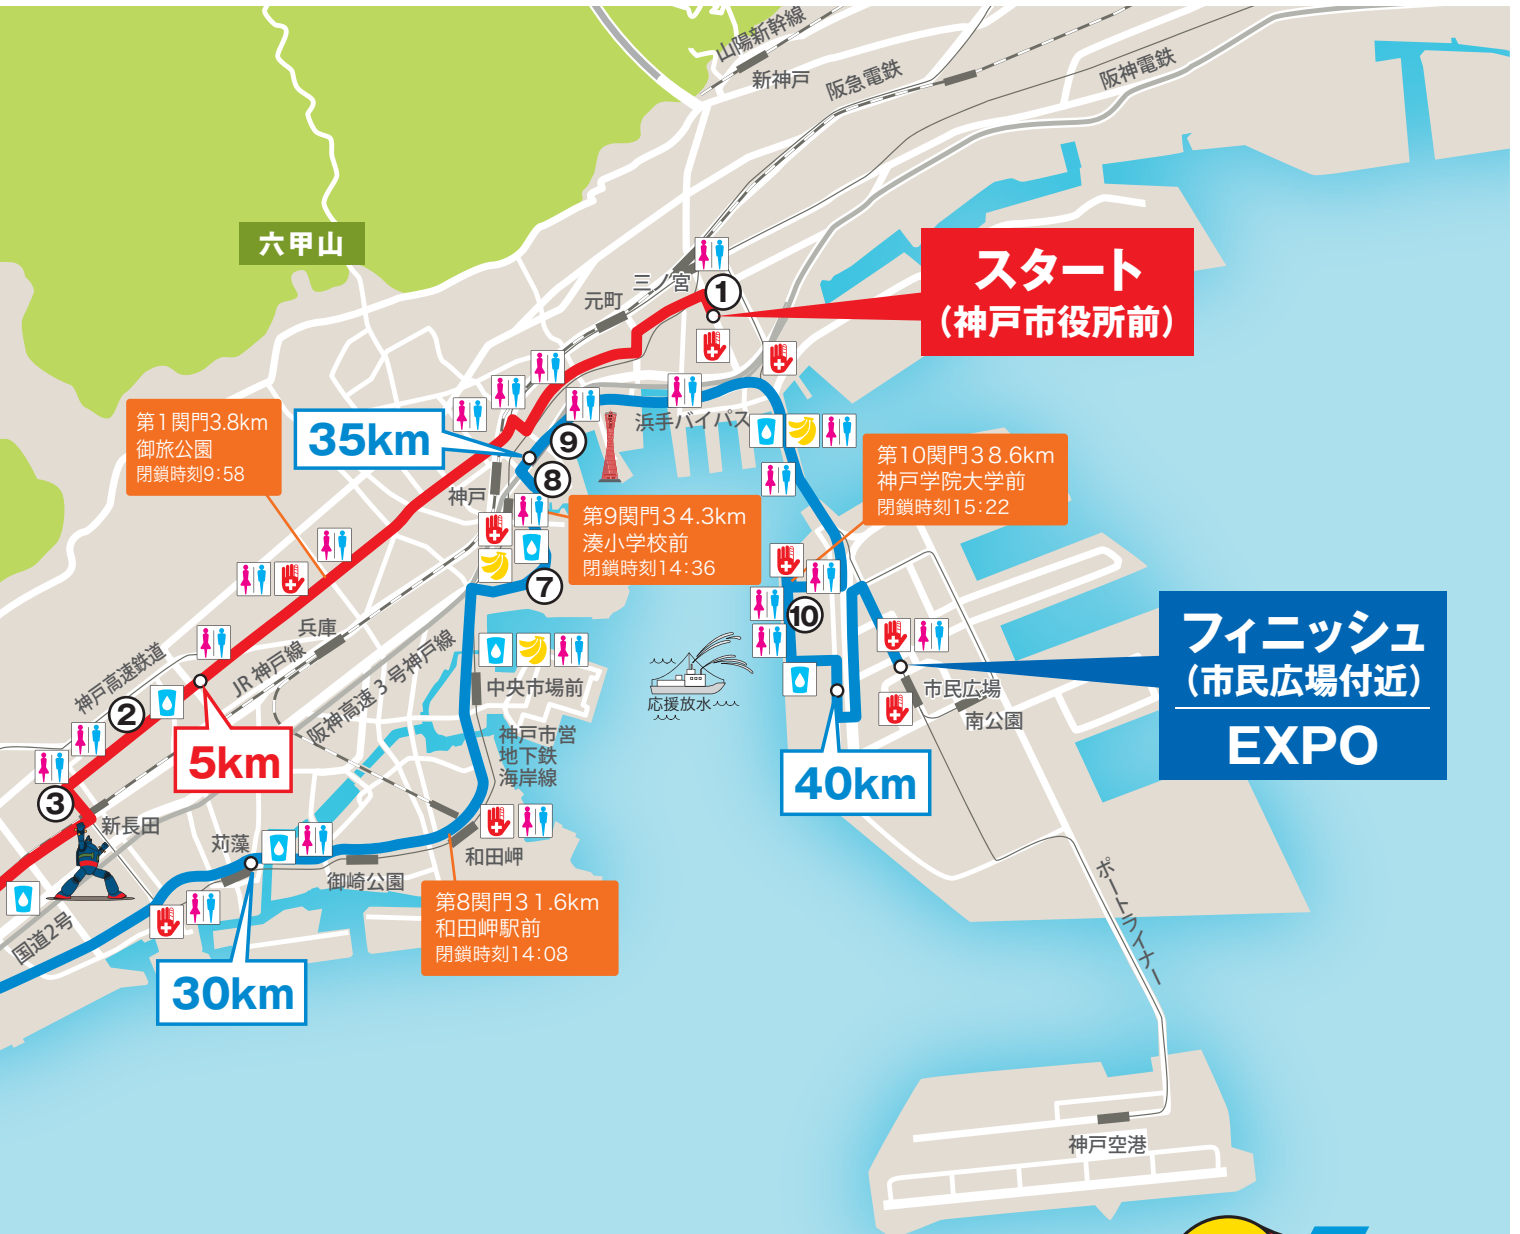 山陽新幹線
新神戸
阪急電鉄
阪神電鉄
六甲山
三ノ宮
元町
1
スタート
(神戸市役所前)
第1関門3.8km
御旅公園
閉鎖時刻9:58
35km
浜手バイパス
9
8
神戸
第10関門38.6km
神戸学院大学前
閉鎖時刻15:22
第9関門34.3km
湊小学校前
閉鎖時刻14:36
7
10
兵庫
神戸高速鉄道
JR神戸線
阪神高速3号神戸線
フィニッシュ
(市民広場付近)
EXPO
中央市場前
応援放水
市民広場
南公園
2
5km
神戸市営
地下鉄
海岸線
40km
3
新長田
苅藻
和田岬
御崎公園
第8関門31.6km
和田岬駅前
閉鎖時刻14:08
国道2号
30km
ポートライナー
神戸空港